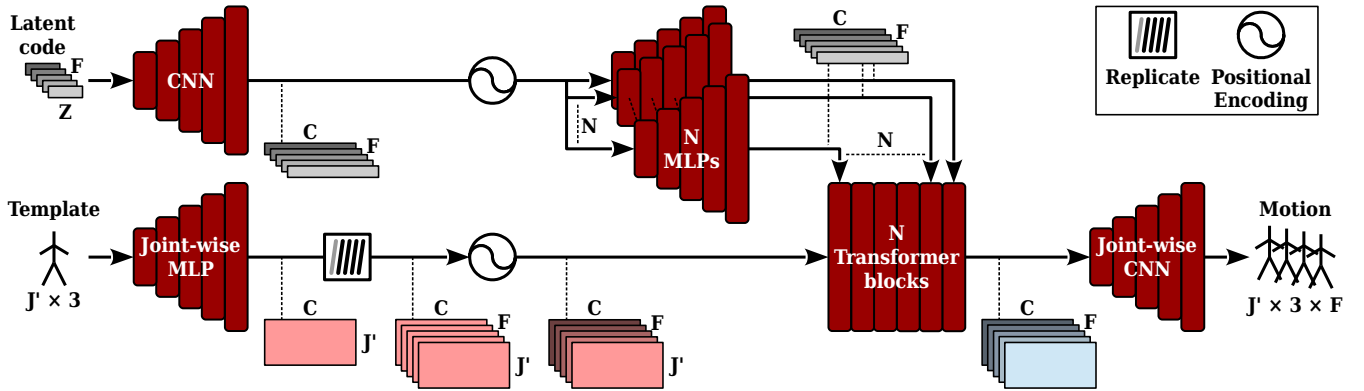 Latent
code
F
Z
CNN
C
F
N
N
MLPs
C
F
N
Replicate
Positional
Encoding
Template
J' × 3
Joint-wise
MLP
C
J'
C
F
J'
C
F
J'
N
Transformer
blocks
C
F
Joint-wise
CNN
Motion
J' × 3 × F